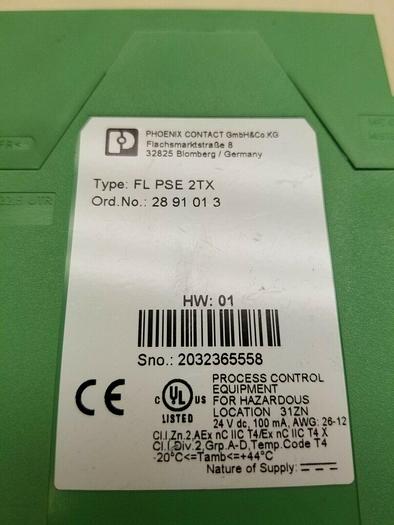 PHOENIX CONTACT GmbH&Co.KG
Flachsmarktstraße 8
32825 Blomberg / Germany
Type: FL PSE 2TX
Ord.No.: 28 91 01 3
HW: 01
Sno.: 2032365558
CE
C UL US
LISTED
PROCESS CONTROL
EQUIPMENT
FOR HAZARDOUS
LOCATION 31ZN
24 V dc, 100 mA, AWG: 26-12
Cl.I,Zn.2,AEx nC IIC T4/Ex nC IIC T4 X
Cl.I,Div.2,Grp.A-D,Temp.Code T4
-20°C<=Tamb<=+44°C
Nature of Supply: